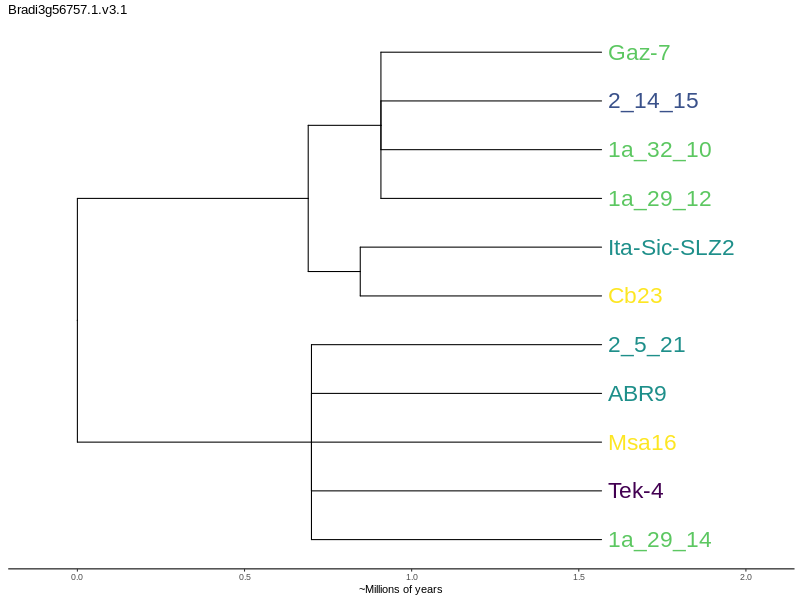 Bradi3g56757.1.v3.1
Gaz-7
2_14_15
1a_32_10
1a_29_12
Ita-Sic-SLZ2
Cb23
2_5_21
ABR9
Msa16
Tek-4
1a_29_14
0.0 0.5 1.0 1.5 2.0
~Millions of years